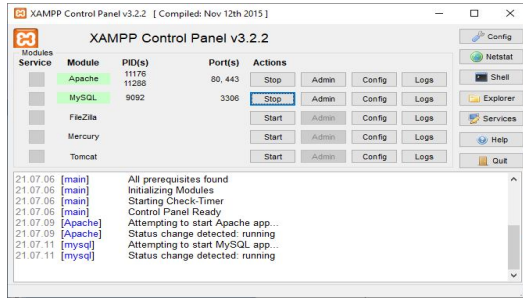 XAMPP Control Panel v3.2.2 [ Compiled: Nov 12th 2015 ]
XAMPP Control Panel v3.2.2
Config
Modules
Service Module PID(s) Port(s) Actions
Netstat
Apache 11176 11288 80, 443 Stop Admin Config Logs
Shell
MySQL 9092 3306 Stop Admin Config Logs
Explorer
FileZilla Start Admin Config Logs
Services
Mercury Start Admin Config Logs
Help
Tomcat Start Admin Config Logs
Quit
21.07.06 [main] All prerequisites found
21.07.06 [main] Initializing Modules
21.07.06 [main] Starting Check-Timer
21.07.06 [main] Control Panel Ready
21.07.09 [Apache] Attempting to start Apache app...
21.07.09 [Apache] Status change detected: running
21.07.11 [mysql] Attempting to start MySQL app...
21.07.11 [mysql] Status change detected: running